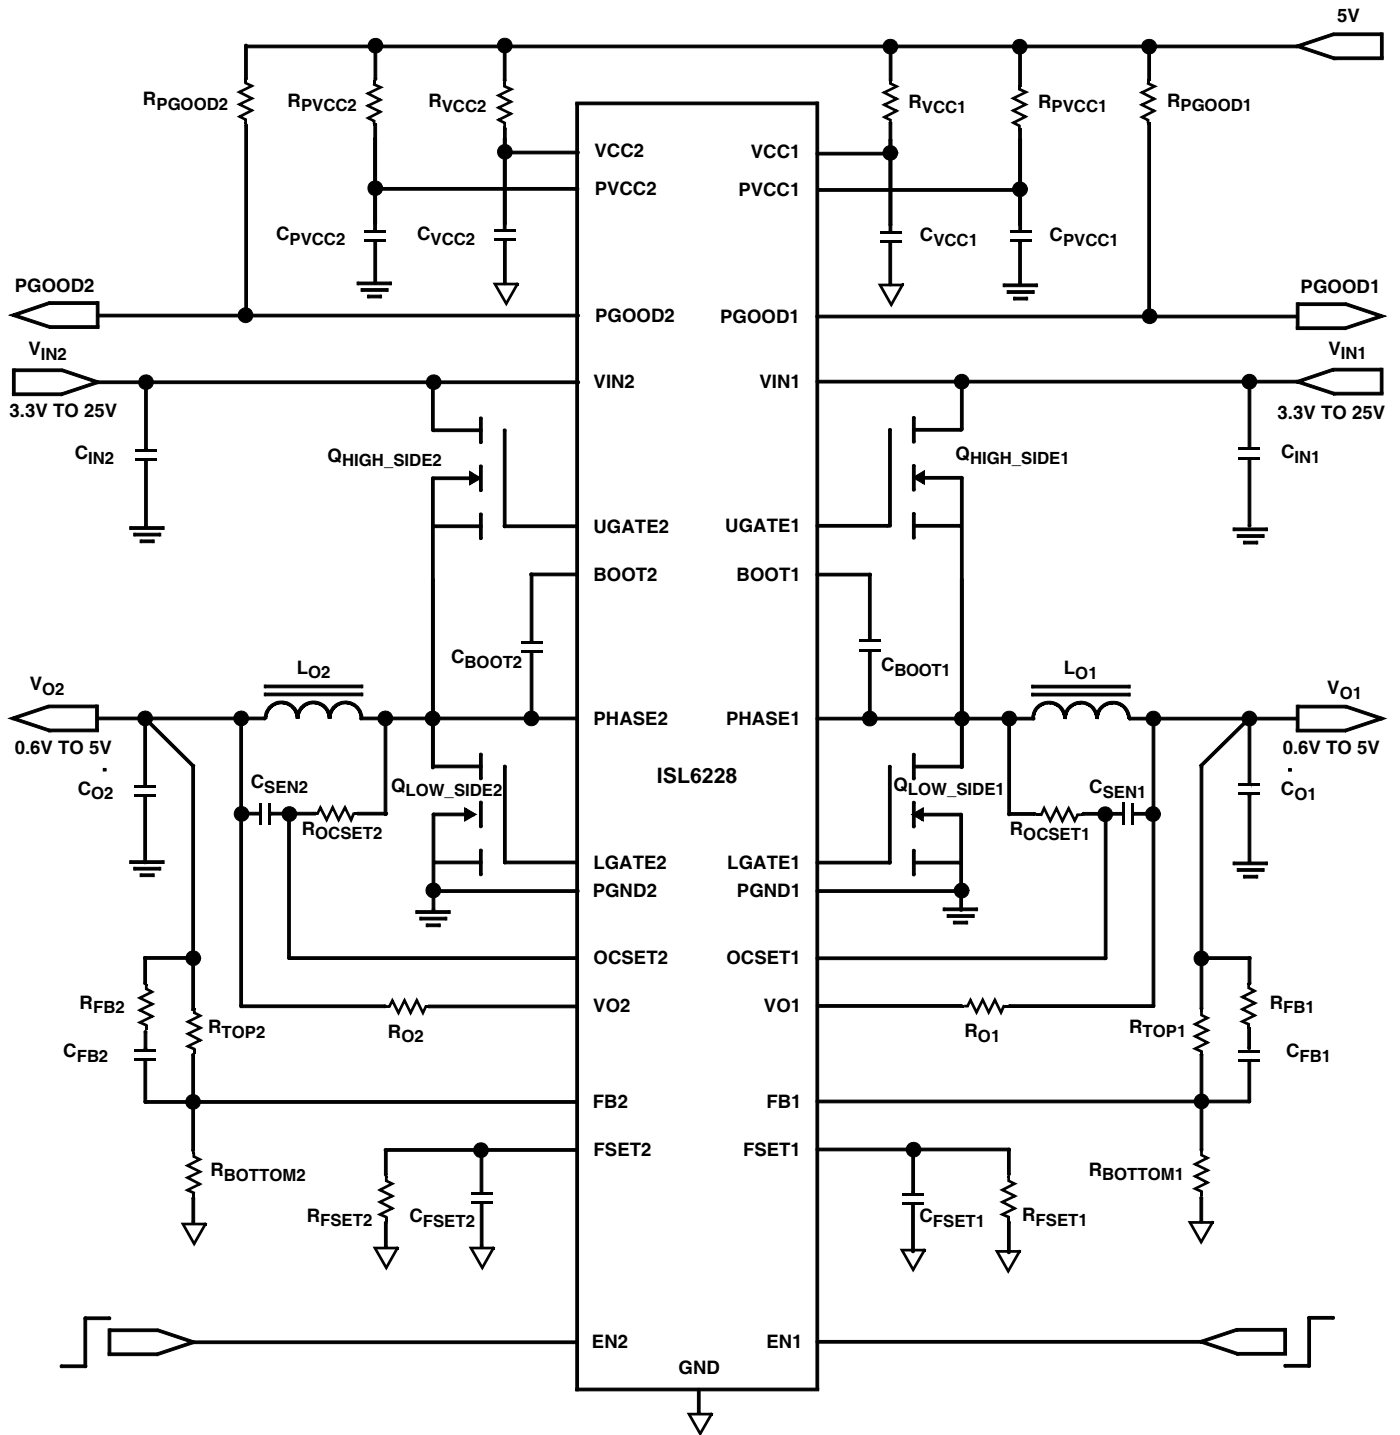 5V
RPGOOD2
RPVCC2
RVCC2
RVCC1
RPVCC1
RPGOOD1
VCC2
VCC1
PVCC2
PVCC1
CPVCC2
CVCC2
CVCC1
CPVCC1
PGOOD2
PGOOD1
PGOOD2
PGOOD1
VIN2
VIN1
VIN2
VIN1
3.3V TO 25V
3.3V TO 25V
CIN2
QHIGH_SIDE2
QHIGH_SIDE1
CIN1
UGATE2
UGATE1
BOOT2
BOOT1
CBOOT2
CBOOT1
LO2
LO1
VO2
VO1
PHASE2
PHASE1
0.6V TO 5V
0.6V TO 5V
ISL6228
CO2
CSEN2
QLOW_SIDE2
QLOW_SIDE1
CSEN1
CO1
ROCSET2
ROCSET1
LGATE2
LGATE1
PGND2
PGND1
OCSET2
OCSET1
RFB2
RTOP2
RO2
VO2
VO1
RO1
RTOP1
RFB1
CFB2
CFB1
FB2
FB1
FSET2
FSET1
RBOTTOM2
RBOTTOM1
RFSET2
CFSET2
CFSET1
RFSET1
EN2
EN1
GND